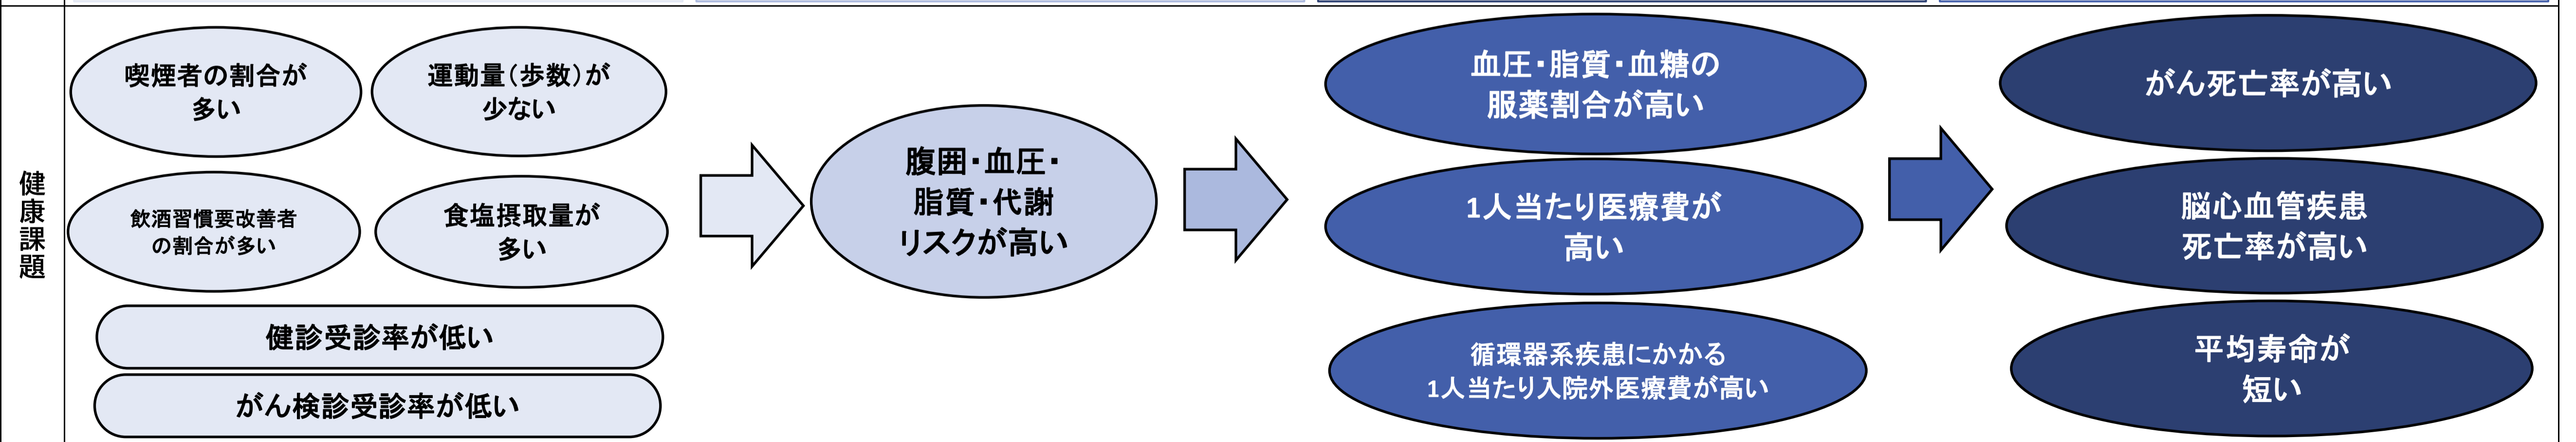 健康課題
喫煙者の割合が
多い
運動量(歩数)が
少ない
飲酒習慣要改善者
の割合が多い
食塩摂取量が
多い
健診受診率が低い
がん検診受診率が低い
腹囲・血圧・
脂質・代謝
リスクが高い
血圧・脂質・血糖の
服薬割合が高い
1人当たり医療費が
高い
循環器系疾患にかかる
1人当たり入院外医療費が高い
がん死亡率が高い
脳心血管疾患
死亡率が高い
平均寿命が
短い